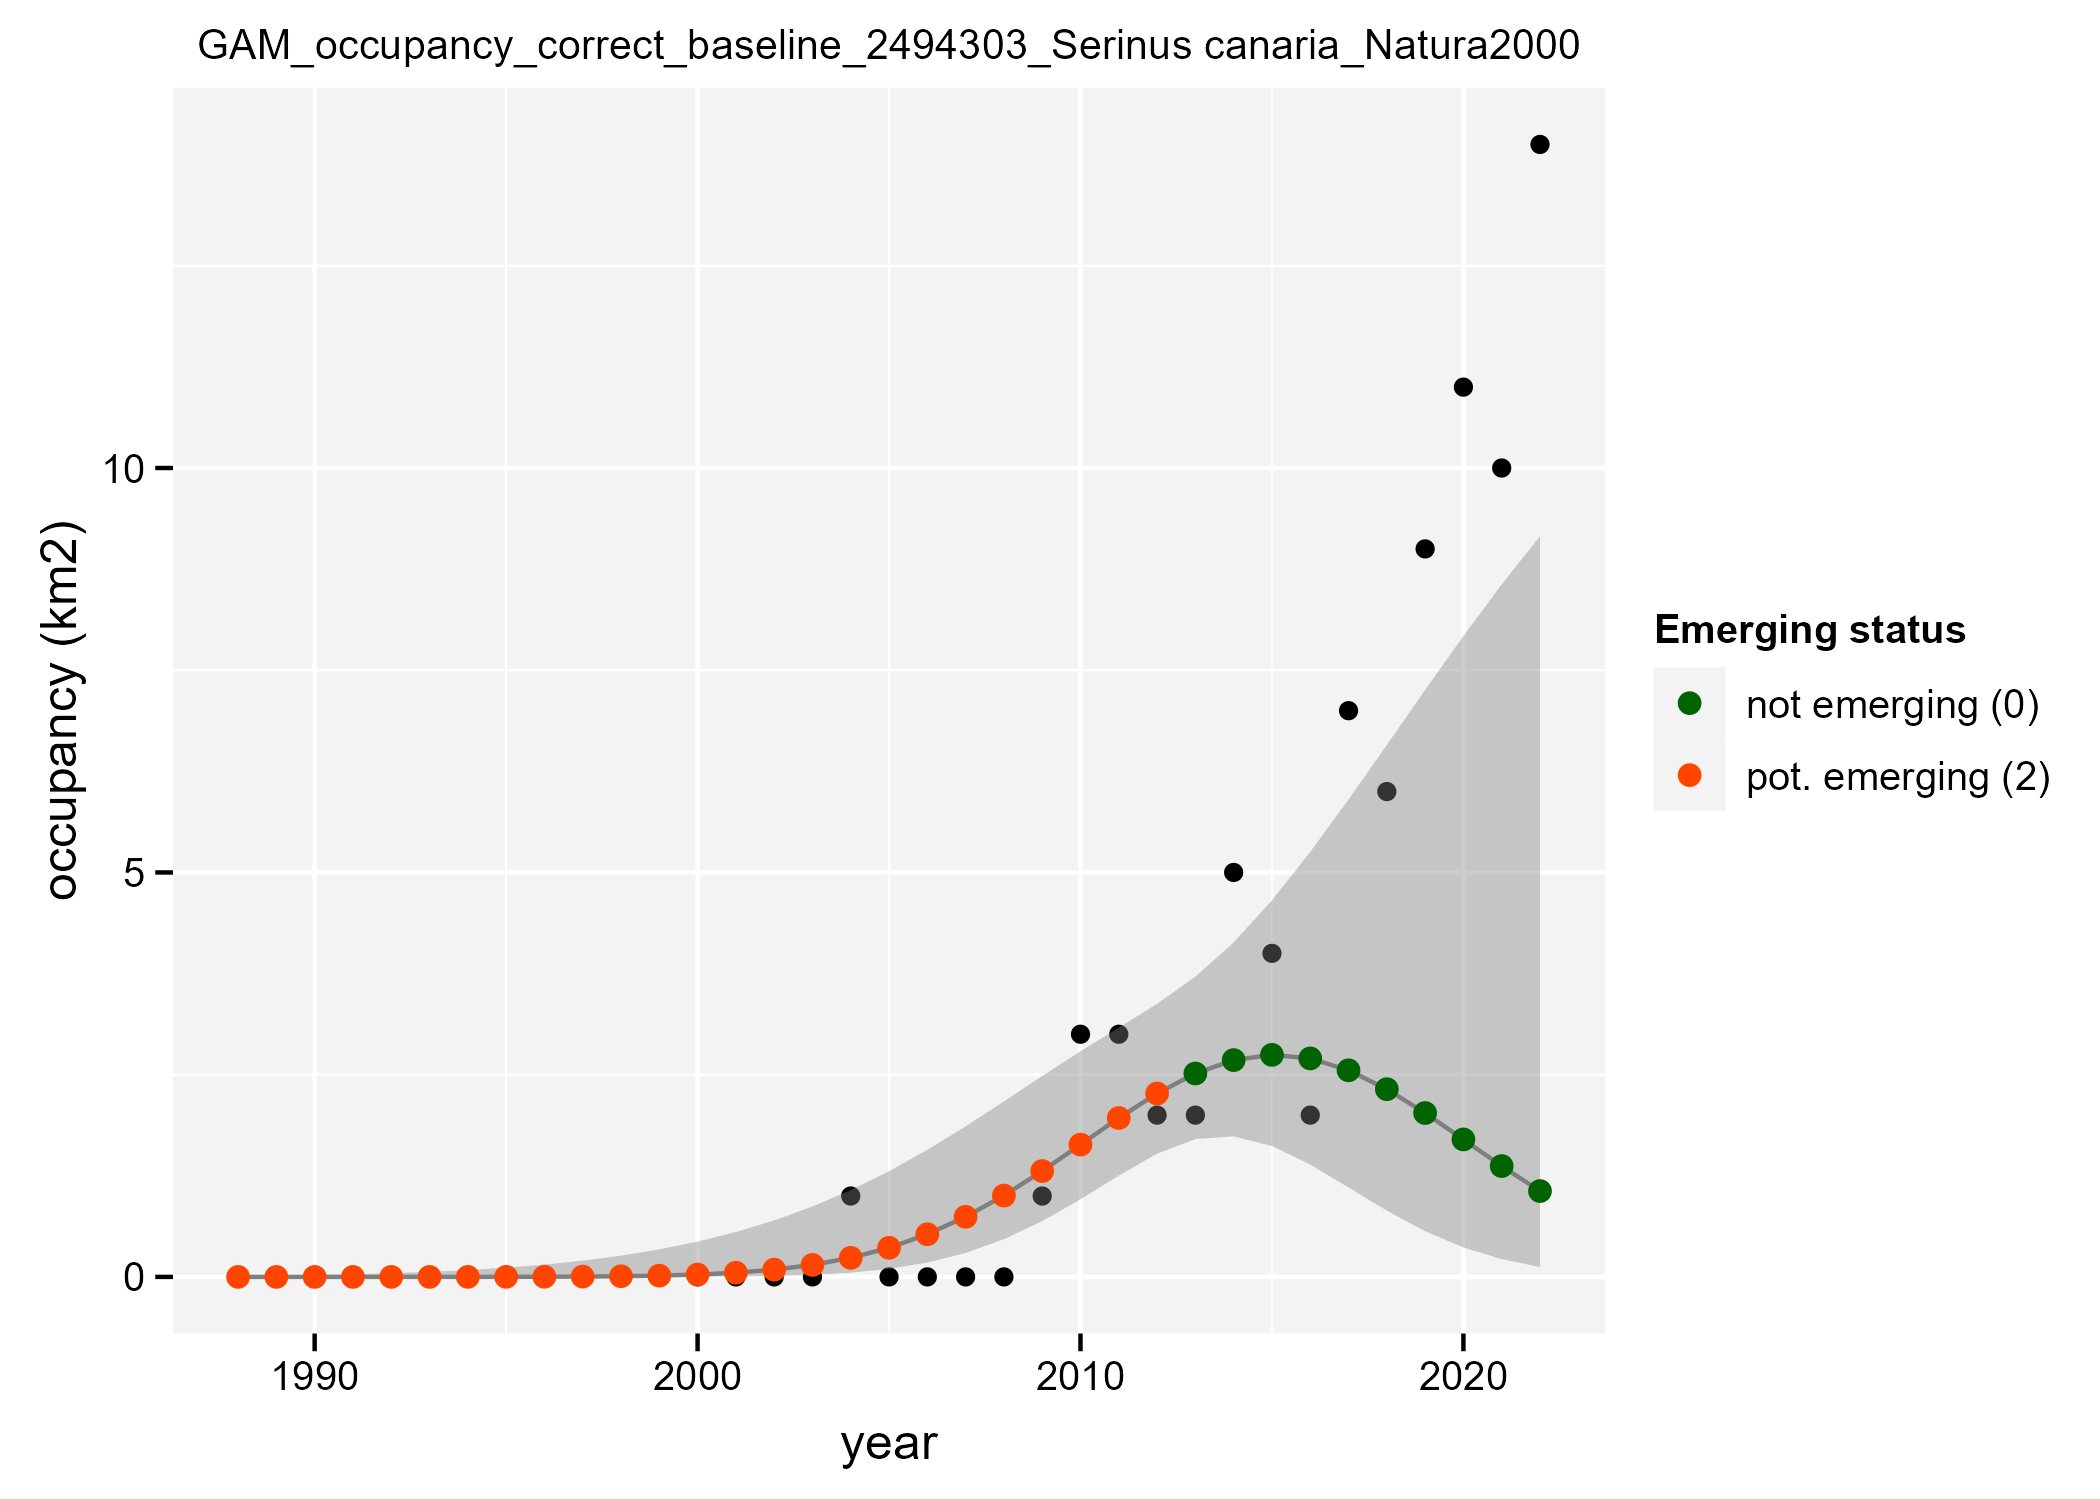 GAM_occupancy_correct_baseline_2494303_Serinus canaria_Natura2000
occupancy (km2)
10
5
0
1990
2000
2010
2020
year
Emerging status
not emerging (0)
pot. emerging (2)